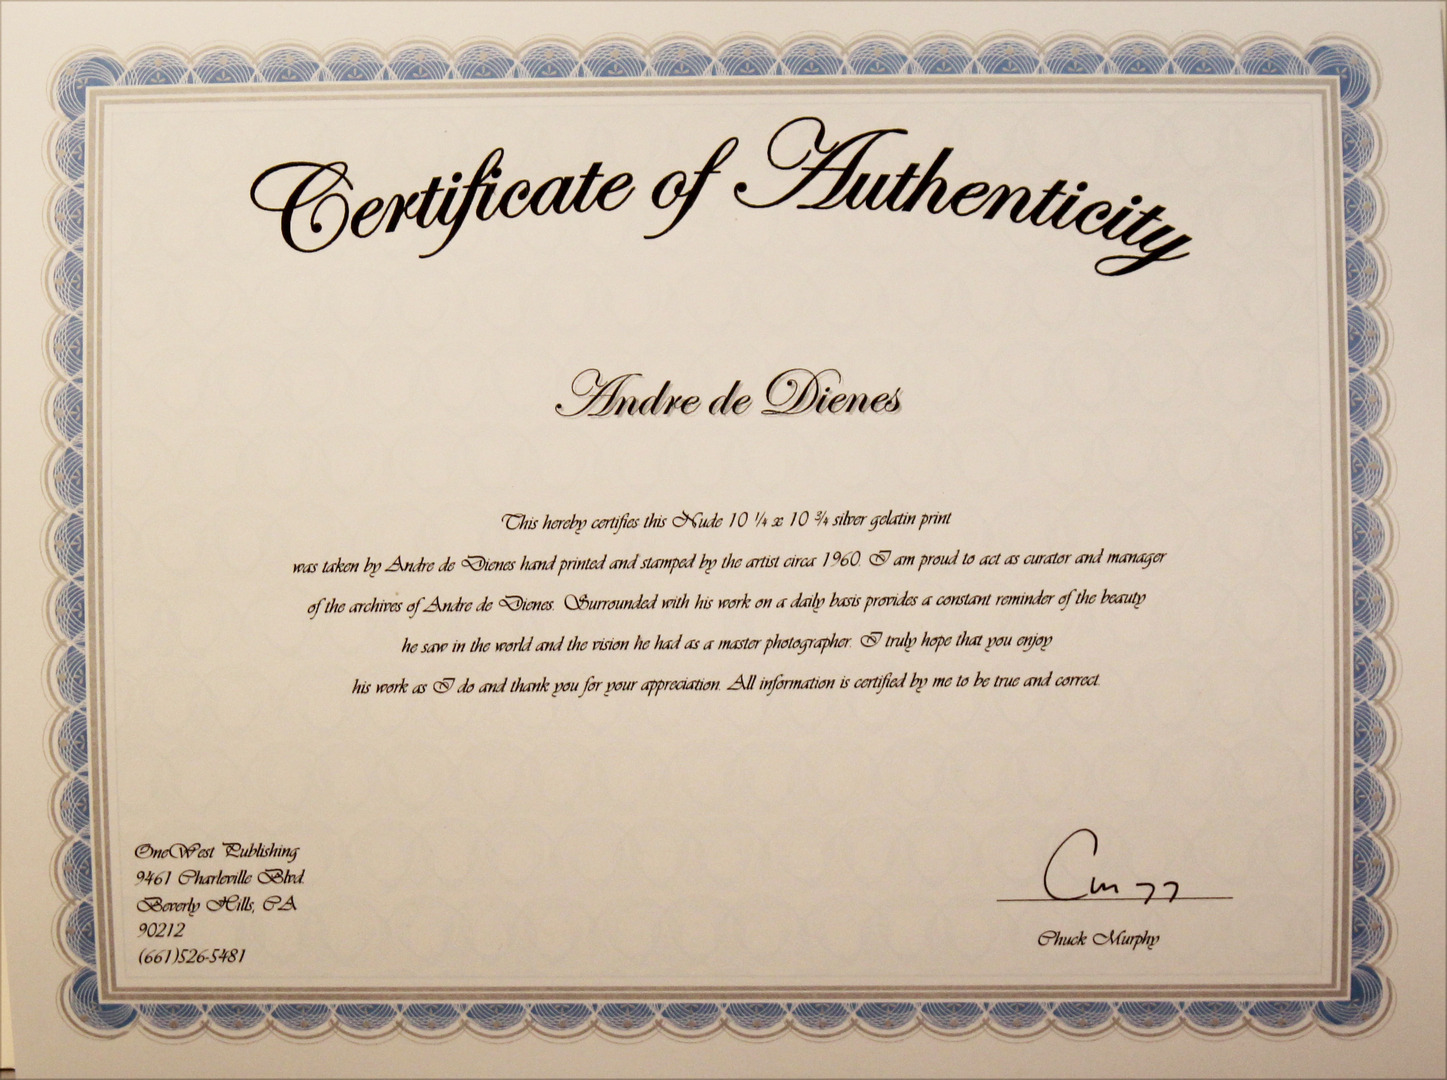 Certificate of Authenticity
Andre de Dienes
This hereby certifies this Nude 10 ¼ x 10 ¾ silver gelatin print
was taken by Andre de Dienes hand printed and stamped by the artist circa 1960. I am proud to act as curator and manager
of the archives of Andre de Dienes. Surrounded with his work on a daily basis provides a constant reminder of the beauty
he saw in the world and the vision he had as a master photographer. I truly hope that you enjoy
his work as I do and thank you for your appreciation. All information is certified by me to be true and correct.
OneWest Publishing
9461 Charleville Blvd.
Beverly Hills, CA
90212
(661)526-5481
Chuck Murphy